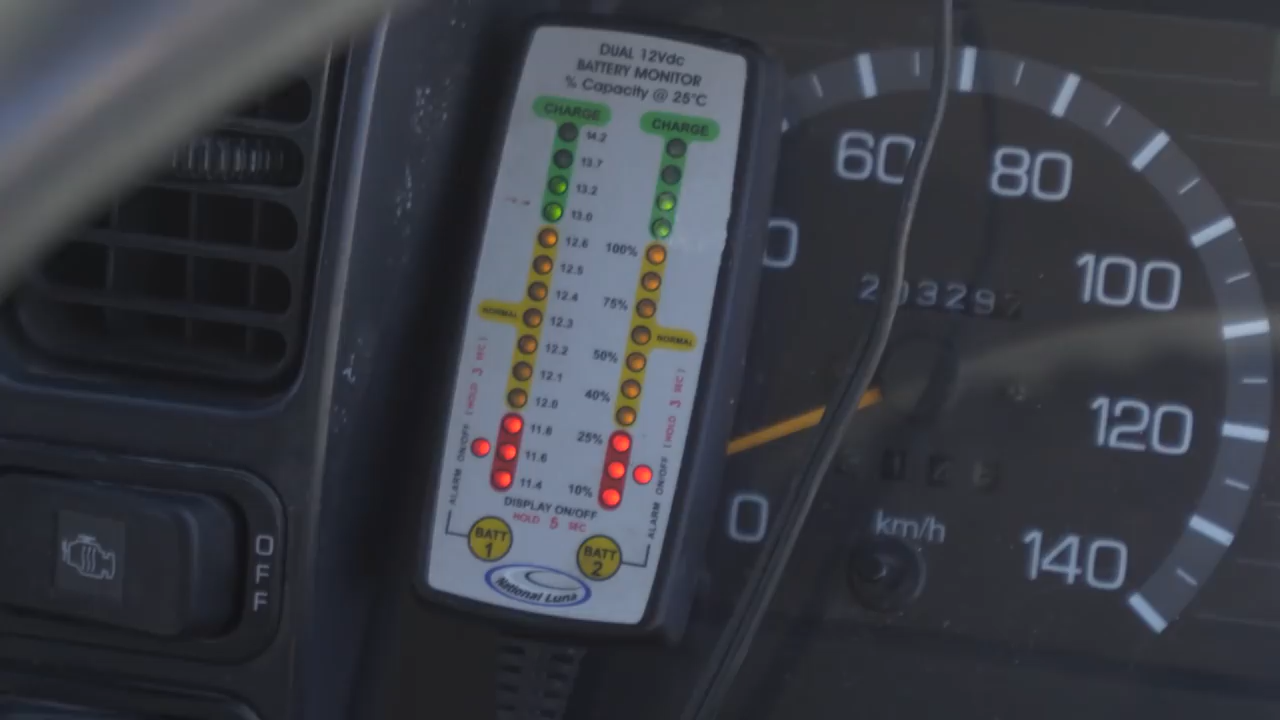 DUAL 12Vdc
BATTERY MONITOR
% Capacity @ 25°C
CHARGE CHARGE
14.2
13.7
13.2
13.0
12.6 100%
12.5
12.4 75%
NORMAL 12.3 NORMAL
12.2 50%
12.1
12.0 40%
11.8 25%
11.6
11.4 10%
ALARM ON/OFF [HOLD 3 SEC]
ALARM ON/OFF [HOLD 3 SEC]
DISPLAY ON/OFF
HOLD 5 SEC
BATT 1
BATT 2
National Luna
OFF
0
60
80
100
120
140
km/h